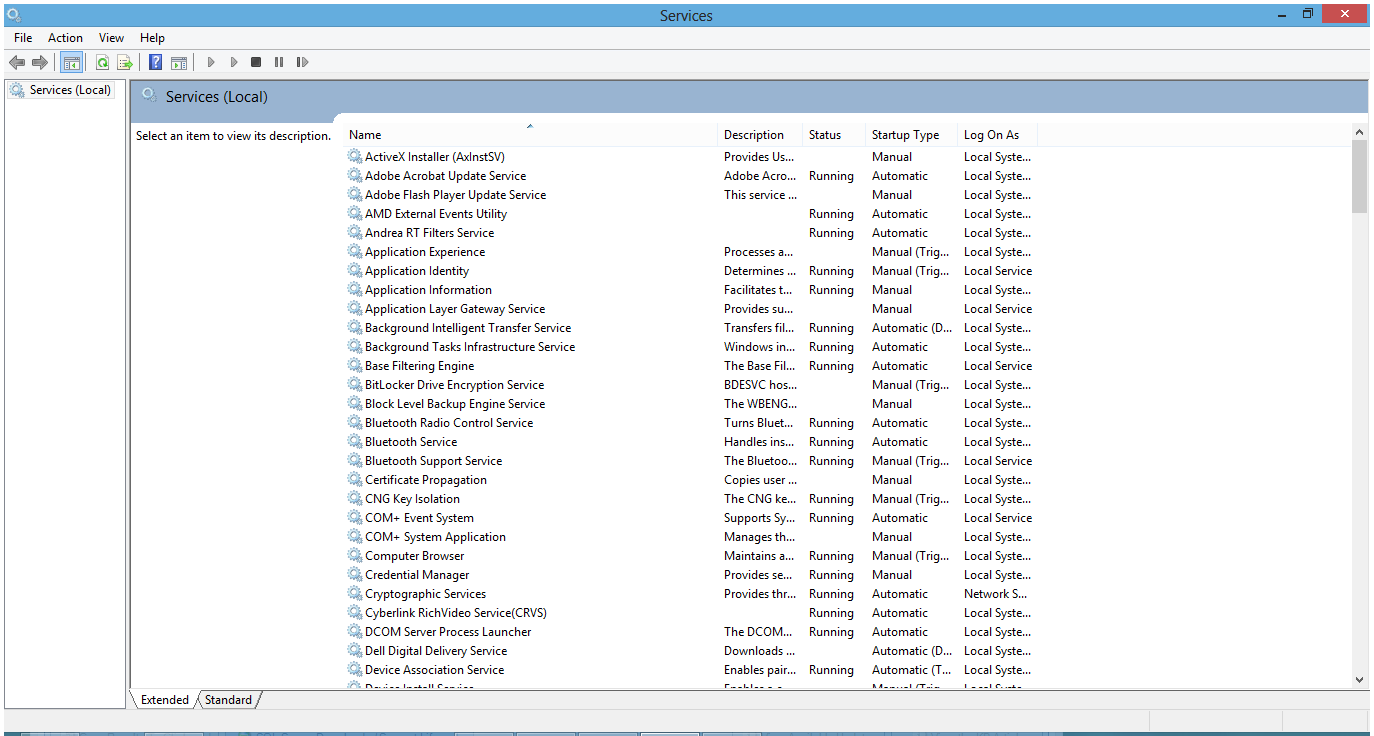 Services
File Action View Help
Services (Local)
Services (Local)
Select an item to view its description.
Name Description Status Startup Type Log On As
ActiveX Installer (AxInstSV) Provides Us... Manual Local Syste...
Adobe Acrobat Update Service Adobe Acro... Running Automatic Local Syste...
Adobe Flash Player Update Service This service ... Manual Local Syste...
AMD External Events Utility Running Automatic Local Syste...
Andrea RT Filters Service Running Automatic Local Syste...
Application Experience Processes a... Manual (Trig... Local Syste...
Application Identity Determines ... Running Manual (Trig... Local Service
Application Information Facilitates t... Running Manual Local Syste...
Application Layer Gateway Service Provides su... Manual Local Service
Background Intelligent Transfer Service Transfers fil... Running Automatic (D... Local Syste...
Background Tasks Infrastructure Service Windows in... Running Automatic Local Syste...
Base Filtering Engine The Base Fil... Running Automatic Local Service
BitLocker Drive Encryption Service BDESVC hos... Manual (Trig... Local Syste...
Block Level Backup Engine Service The WBENG... Manual Local Syste...
Bluetooth Radio Control Service Turns Bluet... Running Automatic Local Syste...
Bluetooth Service Handles ins... Running Automatic Local Syste...
Bluetooth Support Service The Bluetoo... Running Manual (Trig... Local Service
Certificate Propagation Copies user ... Manual Local Syste...
CNG Key Isolation The CNG ke... Running Manual (Trig... Local Syste...
COM+ Event System Supports Sy... Running Automatic Local Service
COM+ System Application Manages th... Manual Local Syste...
Computer Browser Maintains a... Running Manual (Trig... Local Syste...
Credential Manager Provides se... Running Manual Local Syste...
Cryptographic Services Provides thr... Running Automatic Network S...
Cyberlink RichVideo Service(CRVS) Running Automatic Local Syste...
DCOM Server Process Launcher The DCOM... Running Automatic Local Syste...
Dell Digital Delivery Service Downloads ... Automatic (D... Local Syste...
Device Association Service Enables pair... Running Automatic (T... Local Syste...
Device Install Service
Extended Standard